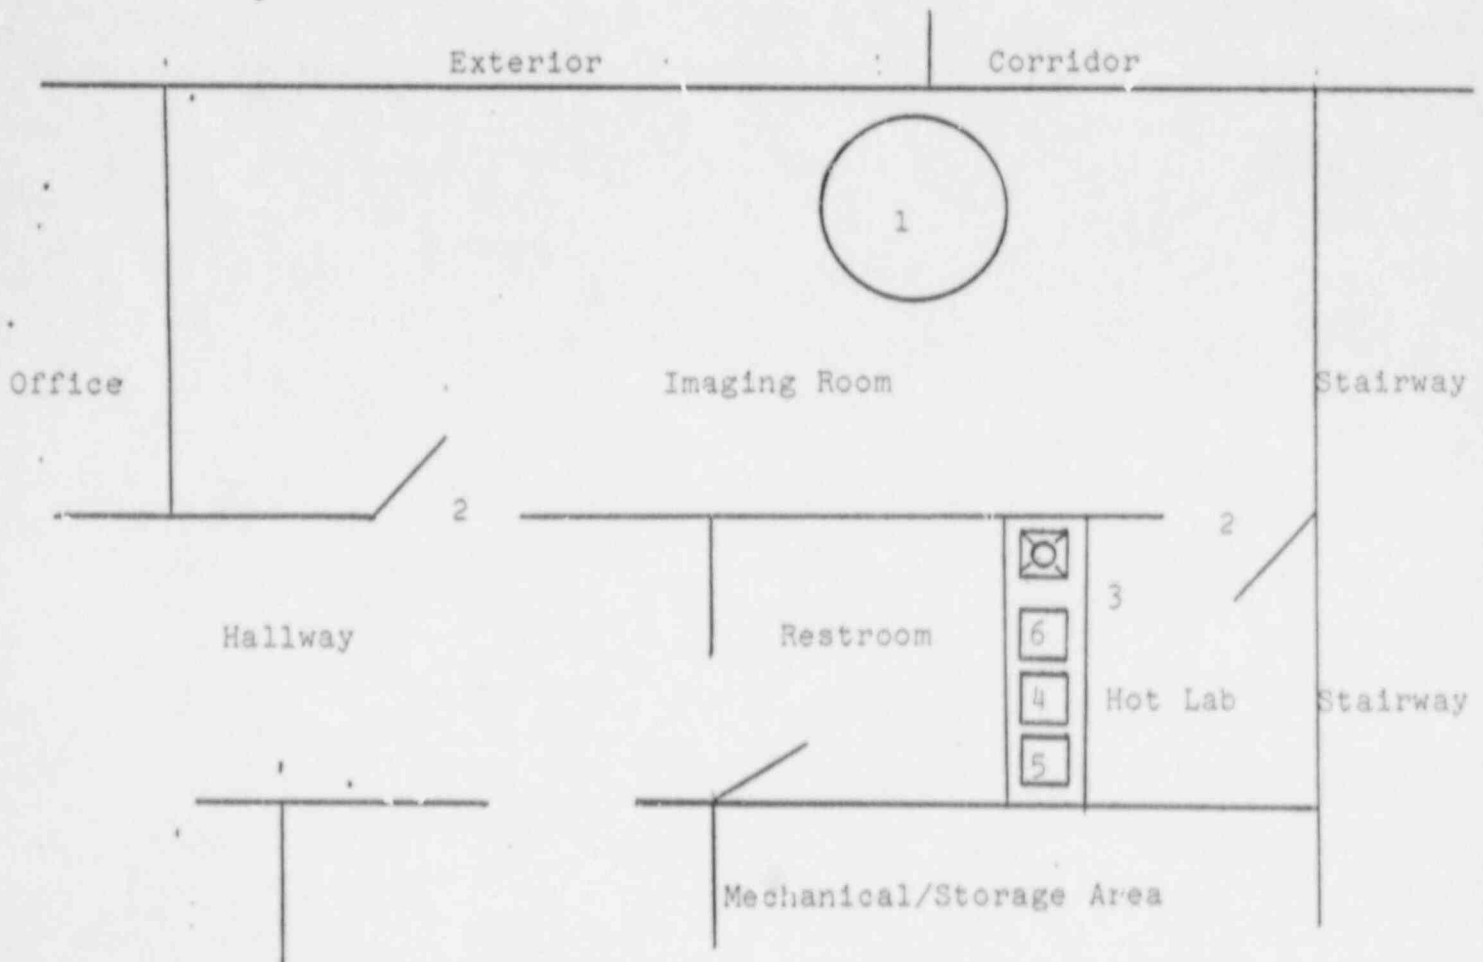 Exterior Corridor
1
Office Imaging Room Stairway
2 2
3
Hallway Restroom 6
4 Hot Lab Stairway
5
Mechanical/Storage Area